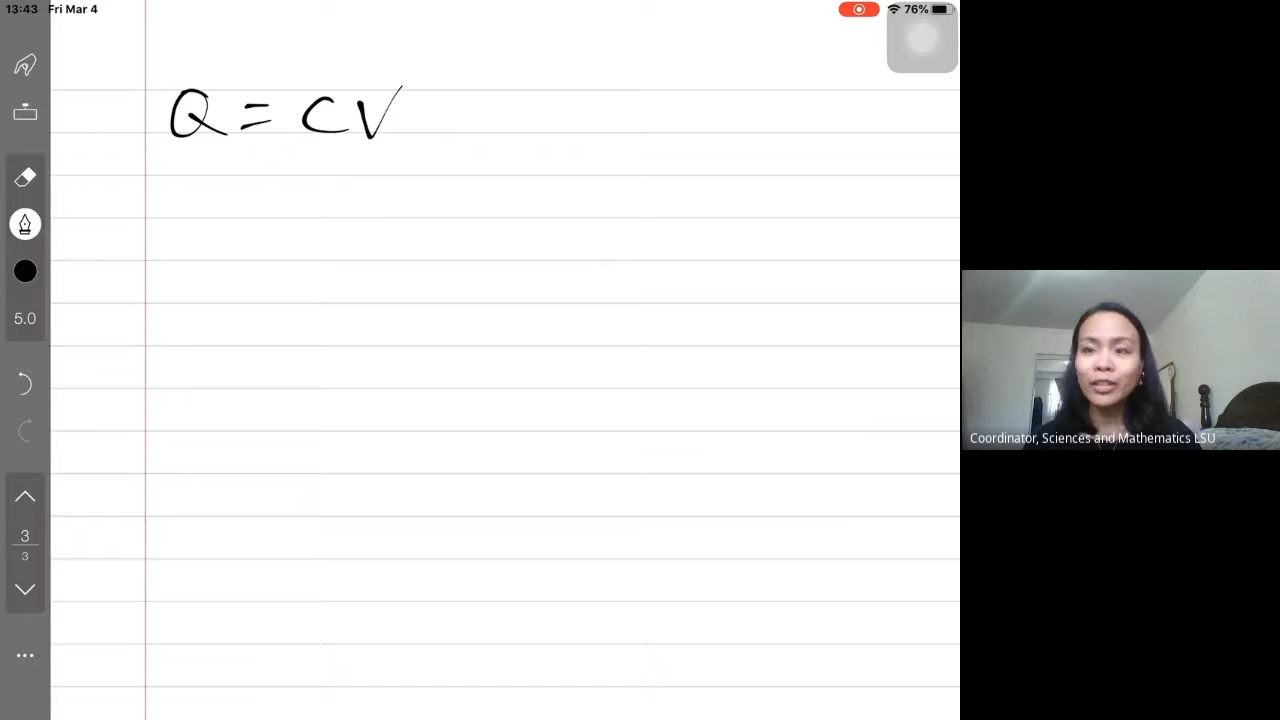 13:43 Fri Mar 4 76%
Q = CV
5.0
3
3
Coordinator, Sciences and Mathematics LSU